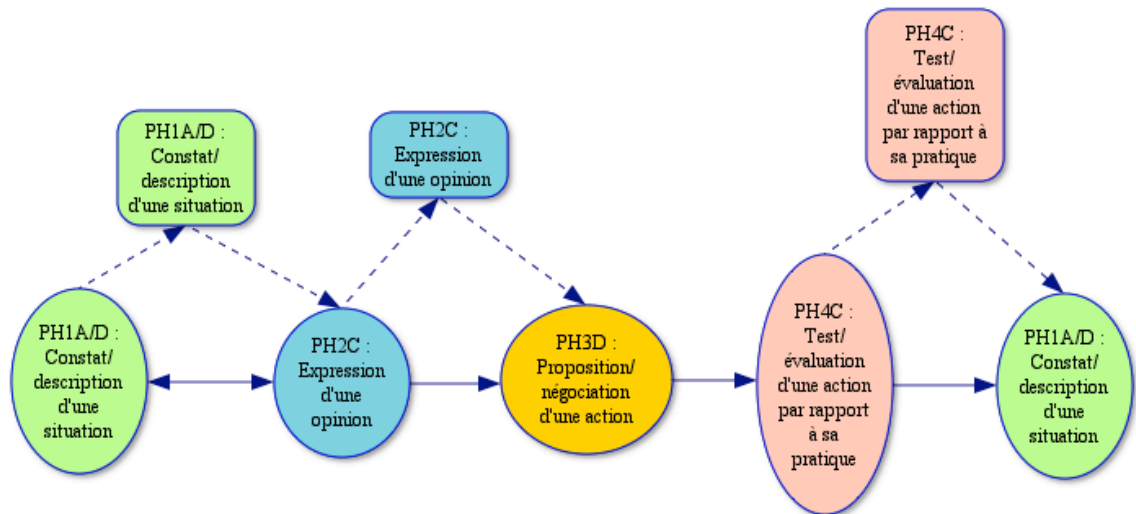 PH1A/D :
Constat/
description
d'une situation
PH2C :
Expression
d'une opinion
PH4C :
Test/
évaluation
d'une action
par rapport à
sa pratique
PH1A/D :
Constat/
description
d'une
situation
PH2C :
Expression
d'une
opinion
PH3D :
Proposition/
négociation
d'une action
PH4C :
Test/
évaluation
d'une action
par rapport
à sa
pratique
PH1A/D :
Constat/
description
d'une
situation